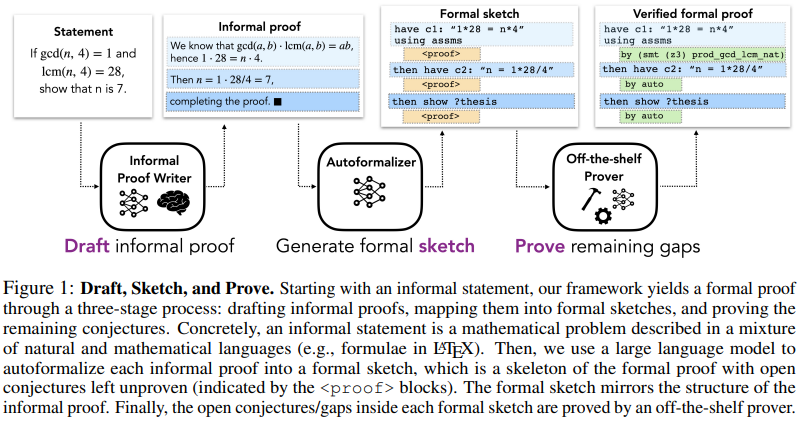 Statement
If gcd(n, 4) = 1 and
lcm(n, 4) = 28,
show that n is 7.
Informal proof
We know that gcd(a, b) · lcm(a, b) = ab,
hence 1 · 28 = n · 4.
Then n = 1 · 28/4 = 7,
completing the proof. ■
Formal sketch
have c1: “1*28 = n*4”
using assms
<proof>
then have c2: “n = 1*28/4”
<proof>
then show ?thesis
<proof>
Verified formal proof
have c1: “1*28 = n*4”
using assms
by (smt (z3) prod_gcd_lcm_nat)
then have c2: “n = 1*28/4”
by auto
then show ?thesis
by auto
Informal
Proof Writer
Autoformalizer
Off-the-shelf
Prover
Draft informal proof
Generate formal sketch
Prove remaining gaps
Figure 1: Draft, Sketch, and Prove. Starting with an informal statement, our framework yields a formal proof
through a three-stage process: drafting informal proofs, mapping them into formal sketches, and proving the
remaining conjectures. Concretely, an informal statement is a mathematical problem described in a mixture
of natural and mathematical languages (e.g., formulae in LATEX). Then, we use a large language model to
autoformalize each informal proof into a formal sketch, which is a skeleton of the formal proof with open
conjectures left unproven (indicated by the <proof> blocks). The formal sketch mirrors the structure of the
informal proof. Finally, the open conjectures/gaps inside each formal sketch are proved by an off-the-shelf prover.